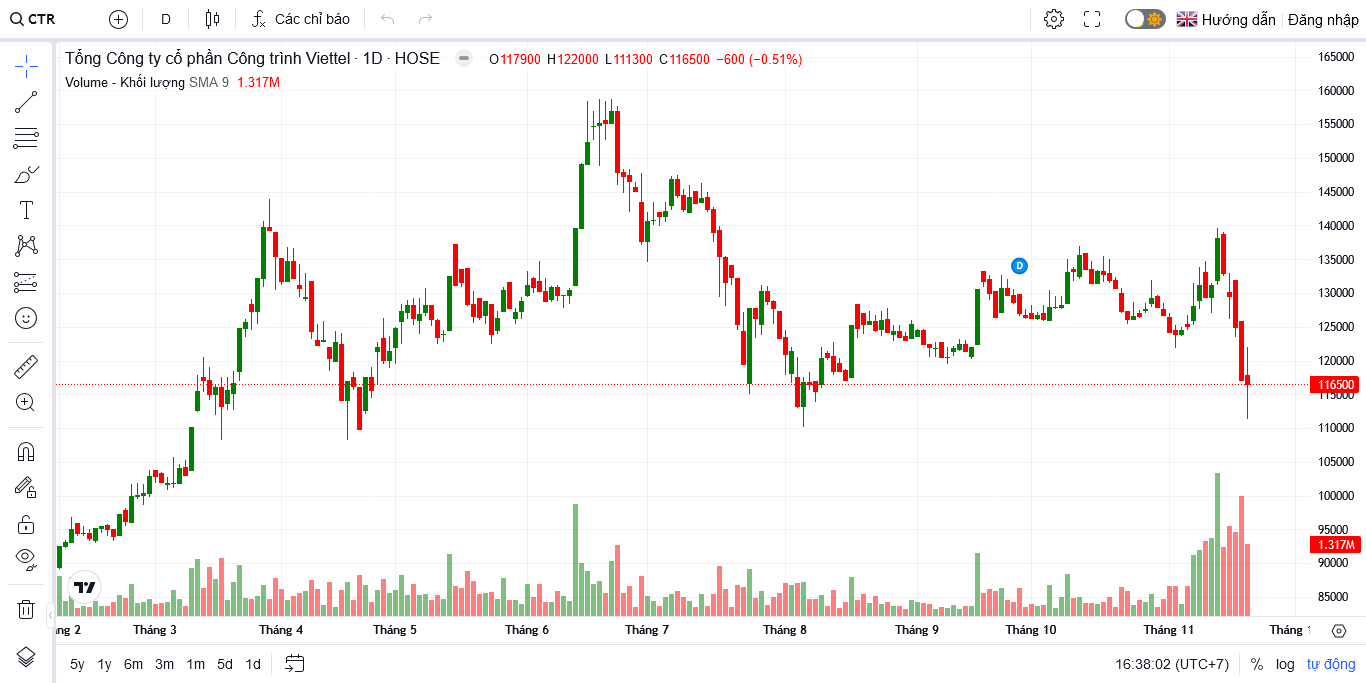 CTR D Các chỉ báo Hướng dẫn Đăng nhập
Tổng Công ty cổ phần Công trình Viettel · 1D · HOSE O117900 H122000 L111300 C116500 −600 (−0.51%)
Volume - Khối lượng SMA 9 1.317M
165000
160000
155000
150000
145000
140000
135000
D
130000
125000
120000
116500
115000
110000
105000
100000
95000
1.317M
90000
85000
ng 2 Tháng 3 Tháng 4 Tháng 5 Tháng 6 Tháng 7 Tháng 8 Tháng 9 Tháng 10 Tháng 11 Tháng 1
5y 1y 6m 3m 1m 5d 1d 16:38:02 (UTC+7) % log tự động